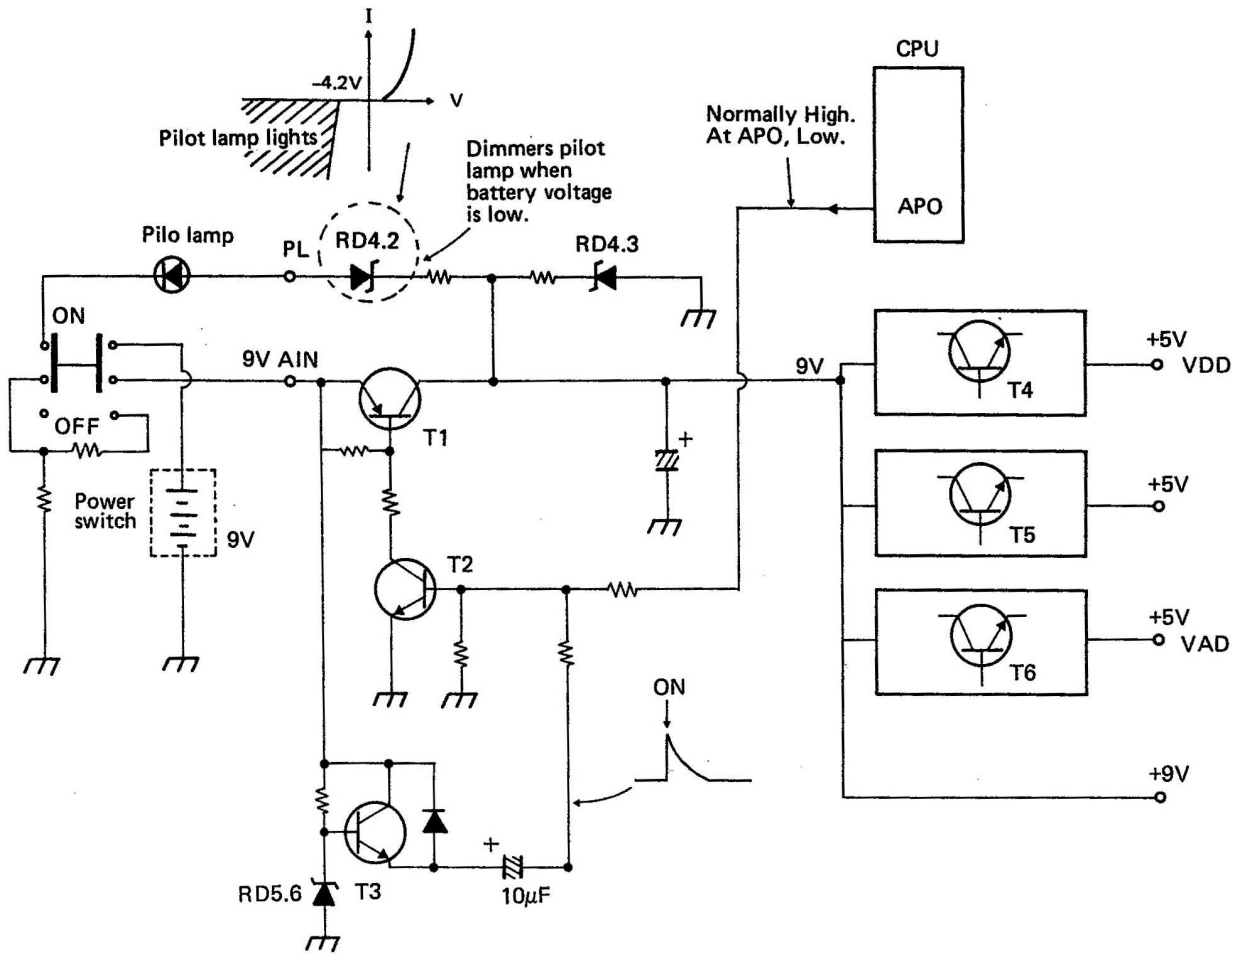 I
-4.2V
V
Pilot lamp lights
CPU
Normally High.
At APO, Low.
Dimmers pilot
lamp when
battery voltage
is low.
APO
Pilo lamp
PL
RD4.2
RD4.3
ON
9V AIN
9V
+5V
VDD
T4
OFF
T1
+
+5V
T5
Power
switch
9V
T2
+5V
VAD
T6
ON
+9V
+
RD5.6
T3
10μF